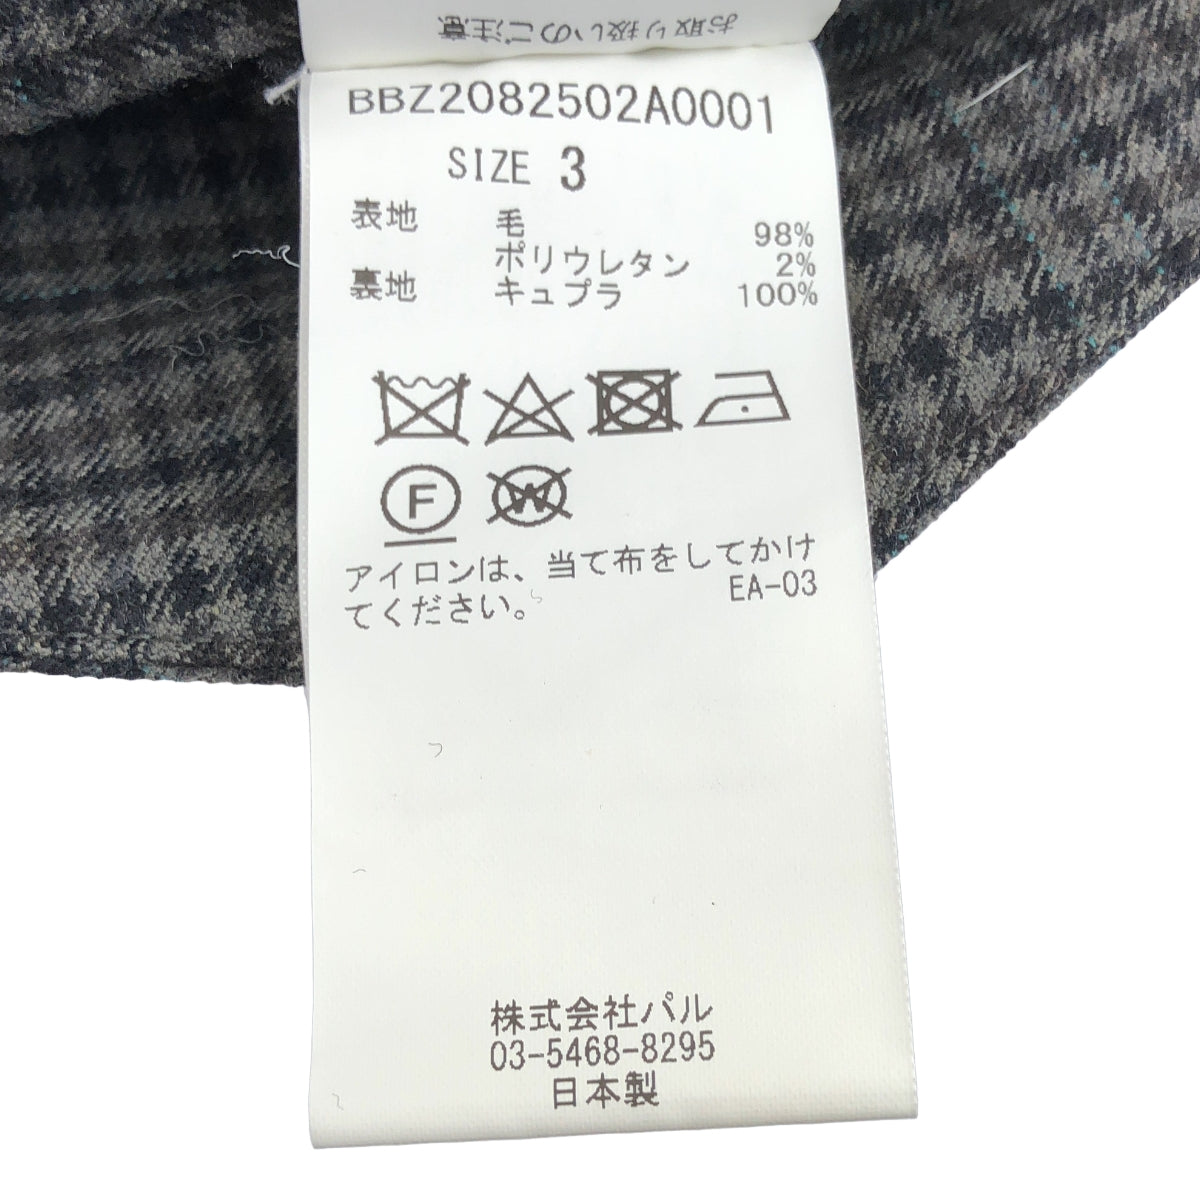 お取り扱いのご注意
BBZ2082502A0001
SIZE 3
表地 毛 98%
ポリウレタン 2%
裏地 キュプラ 100%
F W
アイロンは、当て布をしてかけ
てください。 EA-03
株式会社パル
03-5468-8295
日本製